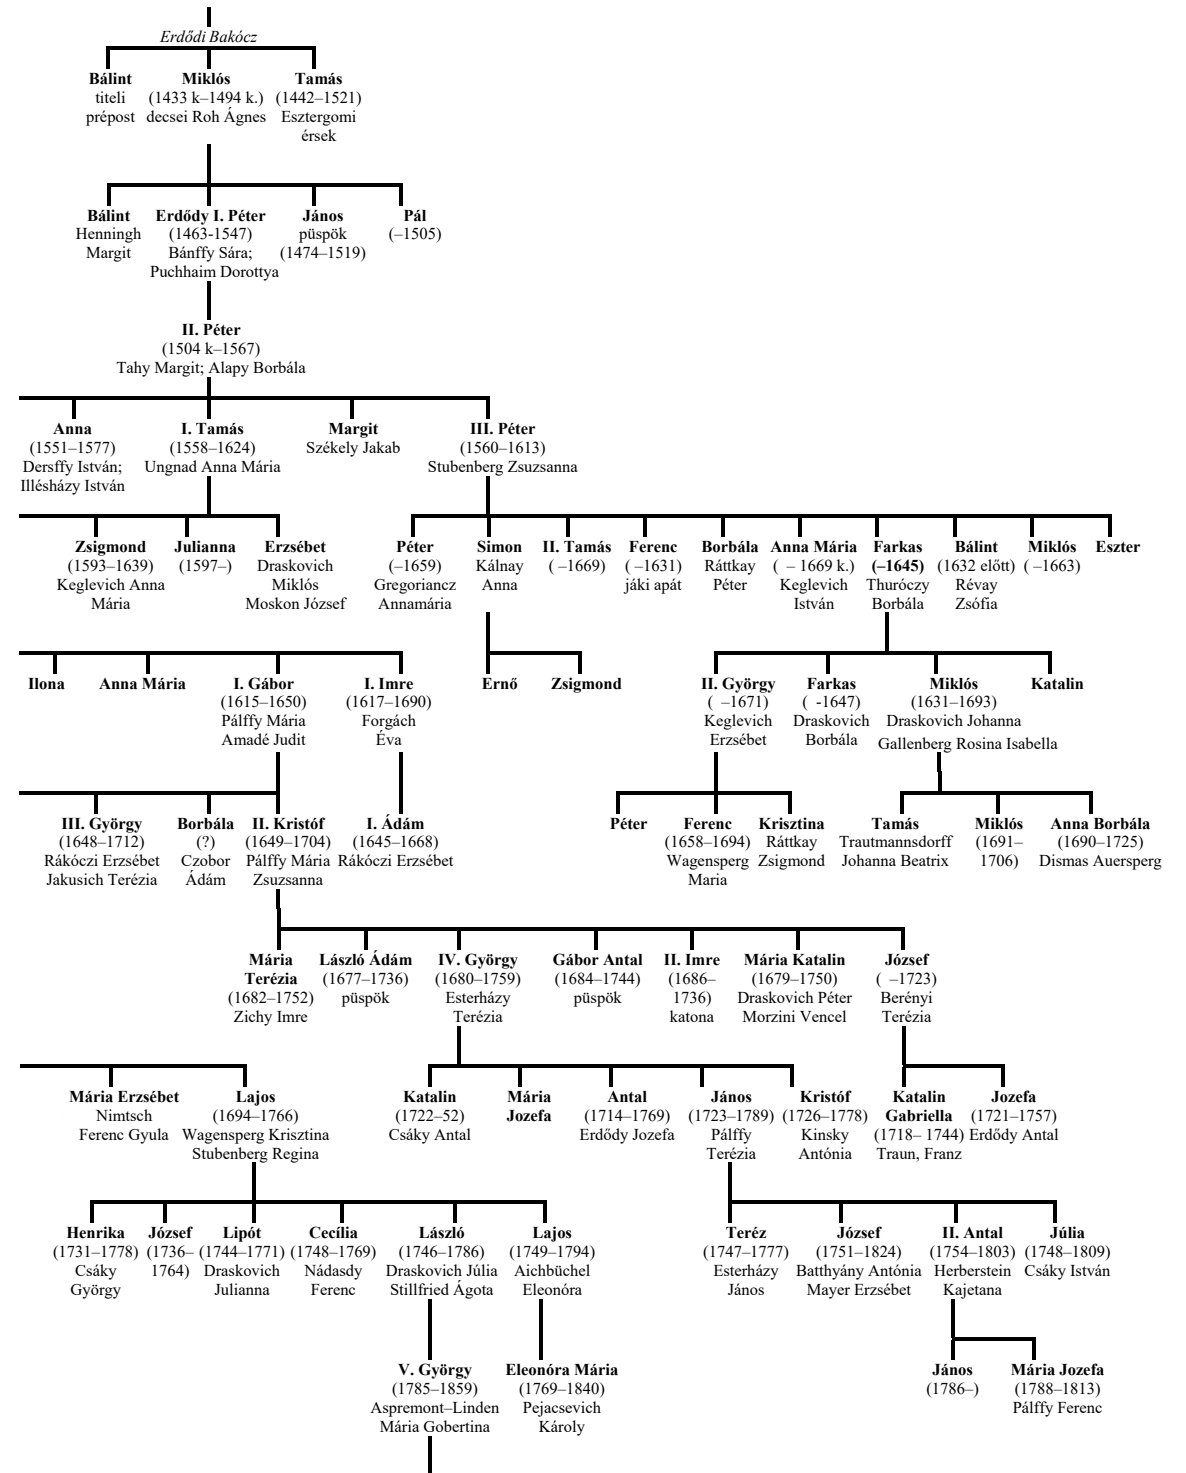 Erdődi Bakócz
Bálint
titeli
prépost
Miklós
(1433 k–1494 k.)
decsei Roh Ágnes
Tamás
(1442–1521)
Esztergomi
érsek
Bálint
Henningh
Margit
Erdődy I. Péter
(1463-1547)
Bánffy Sára;
Puchhaim Dorottya
János
püspök
(1474–1519)
Pál
(–1505)
II. Péter
(1504 k–1567)
Tahy Margit; Alapy Borbála
Anna
(1551–1577)
Dersffy István;
Illésházy István
I. Tamás
(1558–1624)
Ungnad Anna Mária
Margit
Székely Jakab
III. Péter
(1560–1613)
Stubenberg Zsuzsanna
Zsigmond
(1593–1639)
Keglevich Anna
Mária
Julianna
(1597–)
Erzsébet
Draskovich
Miklós
Moskon József
Péter
(–1659)
Gregoriancz
Annamária
Simon
Kálnay
Anna
II. Tamás
( –1669)
Ferenc
( –1631)
jáki apát
Borbála
Ráttkay
Péter
Anna Mária
( – 1669 k.)
Keglevich
István
Farkas
(–1645)
Thuróczy
Borbála
Bálint
(1632 előtt)
Révay
Zsófia
Miklós
( –1663)
Eszter
Ilona
Anna Mária
I. Gábor
(1615–1650)
Pálffy Mária
Amadé Judit
I. Imre
(1617–1690)
Forgách
Éva
Ernő
Zsigmond
II. György
( –1671)
Keglevich
Erzsébet
Farkas
( -1647)
Draskovich
Borbála
Miklós
(1631–1693)
Draskovich Johanna
Gallenberg Rosina Isabella
Katalin
III. György
(1648–1712)
Rákóczi Erzsébet
Jakusich Terézia
Borbála
(?)
Czobor
Ádám
II. Kristóf
(1649–1704)
Pálffy Mária
Zsuzsanna
I. Ádám
(1645–1668)
Rákóczi Erzsébet
Péter
Ferenc
(1658–1694)
Wagensperg
Maria
Krisztina
Ráttkay
Zsigmond
Tamás
Trautmannsdorff
Johanna Beatrix
Miklós
(1691–
1706)
Anna Borbála
(1690–1725)
Dismas Auersperg
Mária
Terézia
(1682–1752)
Zichy Imre
László Ádám
(1677–1736)
püspök
IV. György
(1680–1759)
Esterházy
Terézia
Gábor Antal
(1684–1744)
püspök
II. Imre
(1686–
1736)
katona
Mária Katalin
(1679–1750)
Draskovich Péter
Morzini Vencel
József
( –1723)
Berényi
Terézia
Mária Erzsébet
Nimtsch
Ferenc Gyula
Lajos
(1694–1766)
Wagensperg Krisztina
Stubenberg Regina
Katalin
(1722–52)
Csáky Antal
Mária
Jozefa
Antal
(1714–1769)
Erdődy Jozefa
János
(1723–1789)
Pálffy
Terézia
Kristóf
(1726–1778)
Kinsky
Antónia
Katalin
Gabriella
(1718– 1744)
Traun, Franz
Jozefa
(1721–1757)
Erdődy Antal
Henrika
(1731–1778)
Csáky
György
József
(1736–
1764)
Lipót
(1744–1771)
Draskovich
Julianna
Cecília
(1748–1769)
Nádasdy
Ferenc
László
(1746–1786)
Draskovich Júlia
Stillfried Ágota
Lajos
(1749–1794)
Aichbüchel
Eleonóra
Teréz
(1747–1777)
Esterházy
János
József
(1751–1824)
Batthyány Antónia
Mayer Erzsébet
II. Antal
(1754–1803)
Herberstein
Kajetana
Júlia
(1748–1809)
Csáky István
V. György
(1785–1859)
Aspremont–Linden
Mária Gobertina
Eleonóra Mária
(1769–1840)
Pejacsevich
Károly
János
(1786–)
Mária Jozefa
(1788–1813)
Pálffy Ferenc